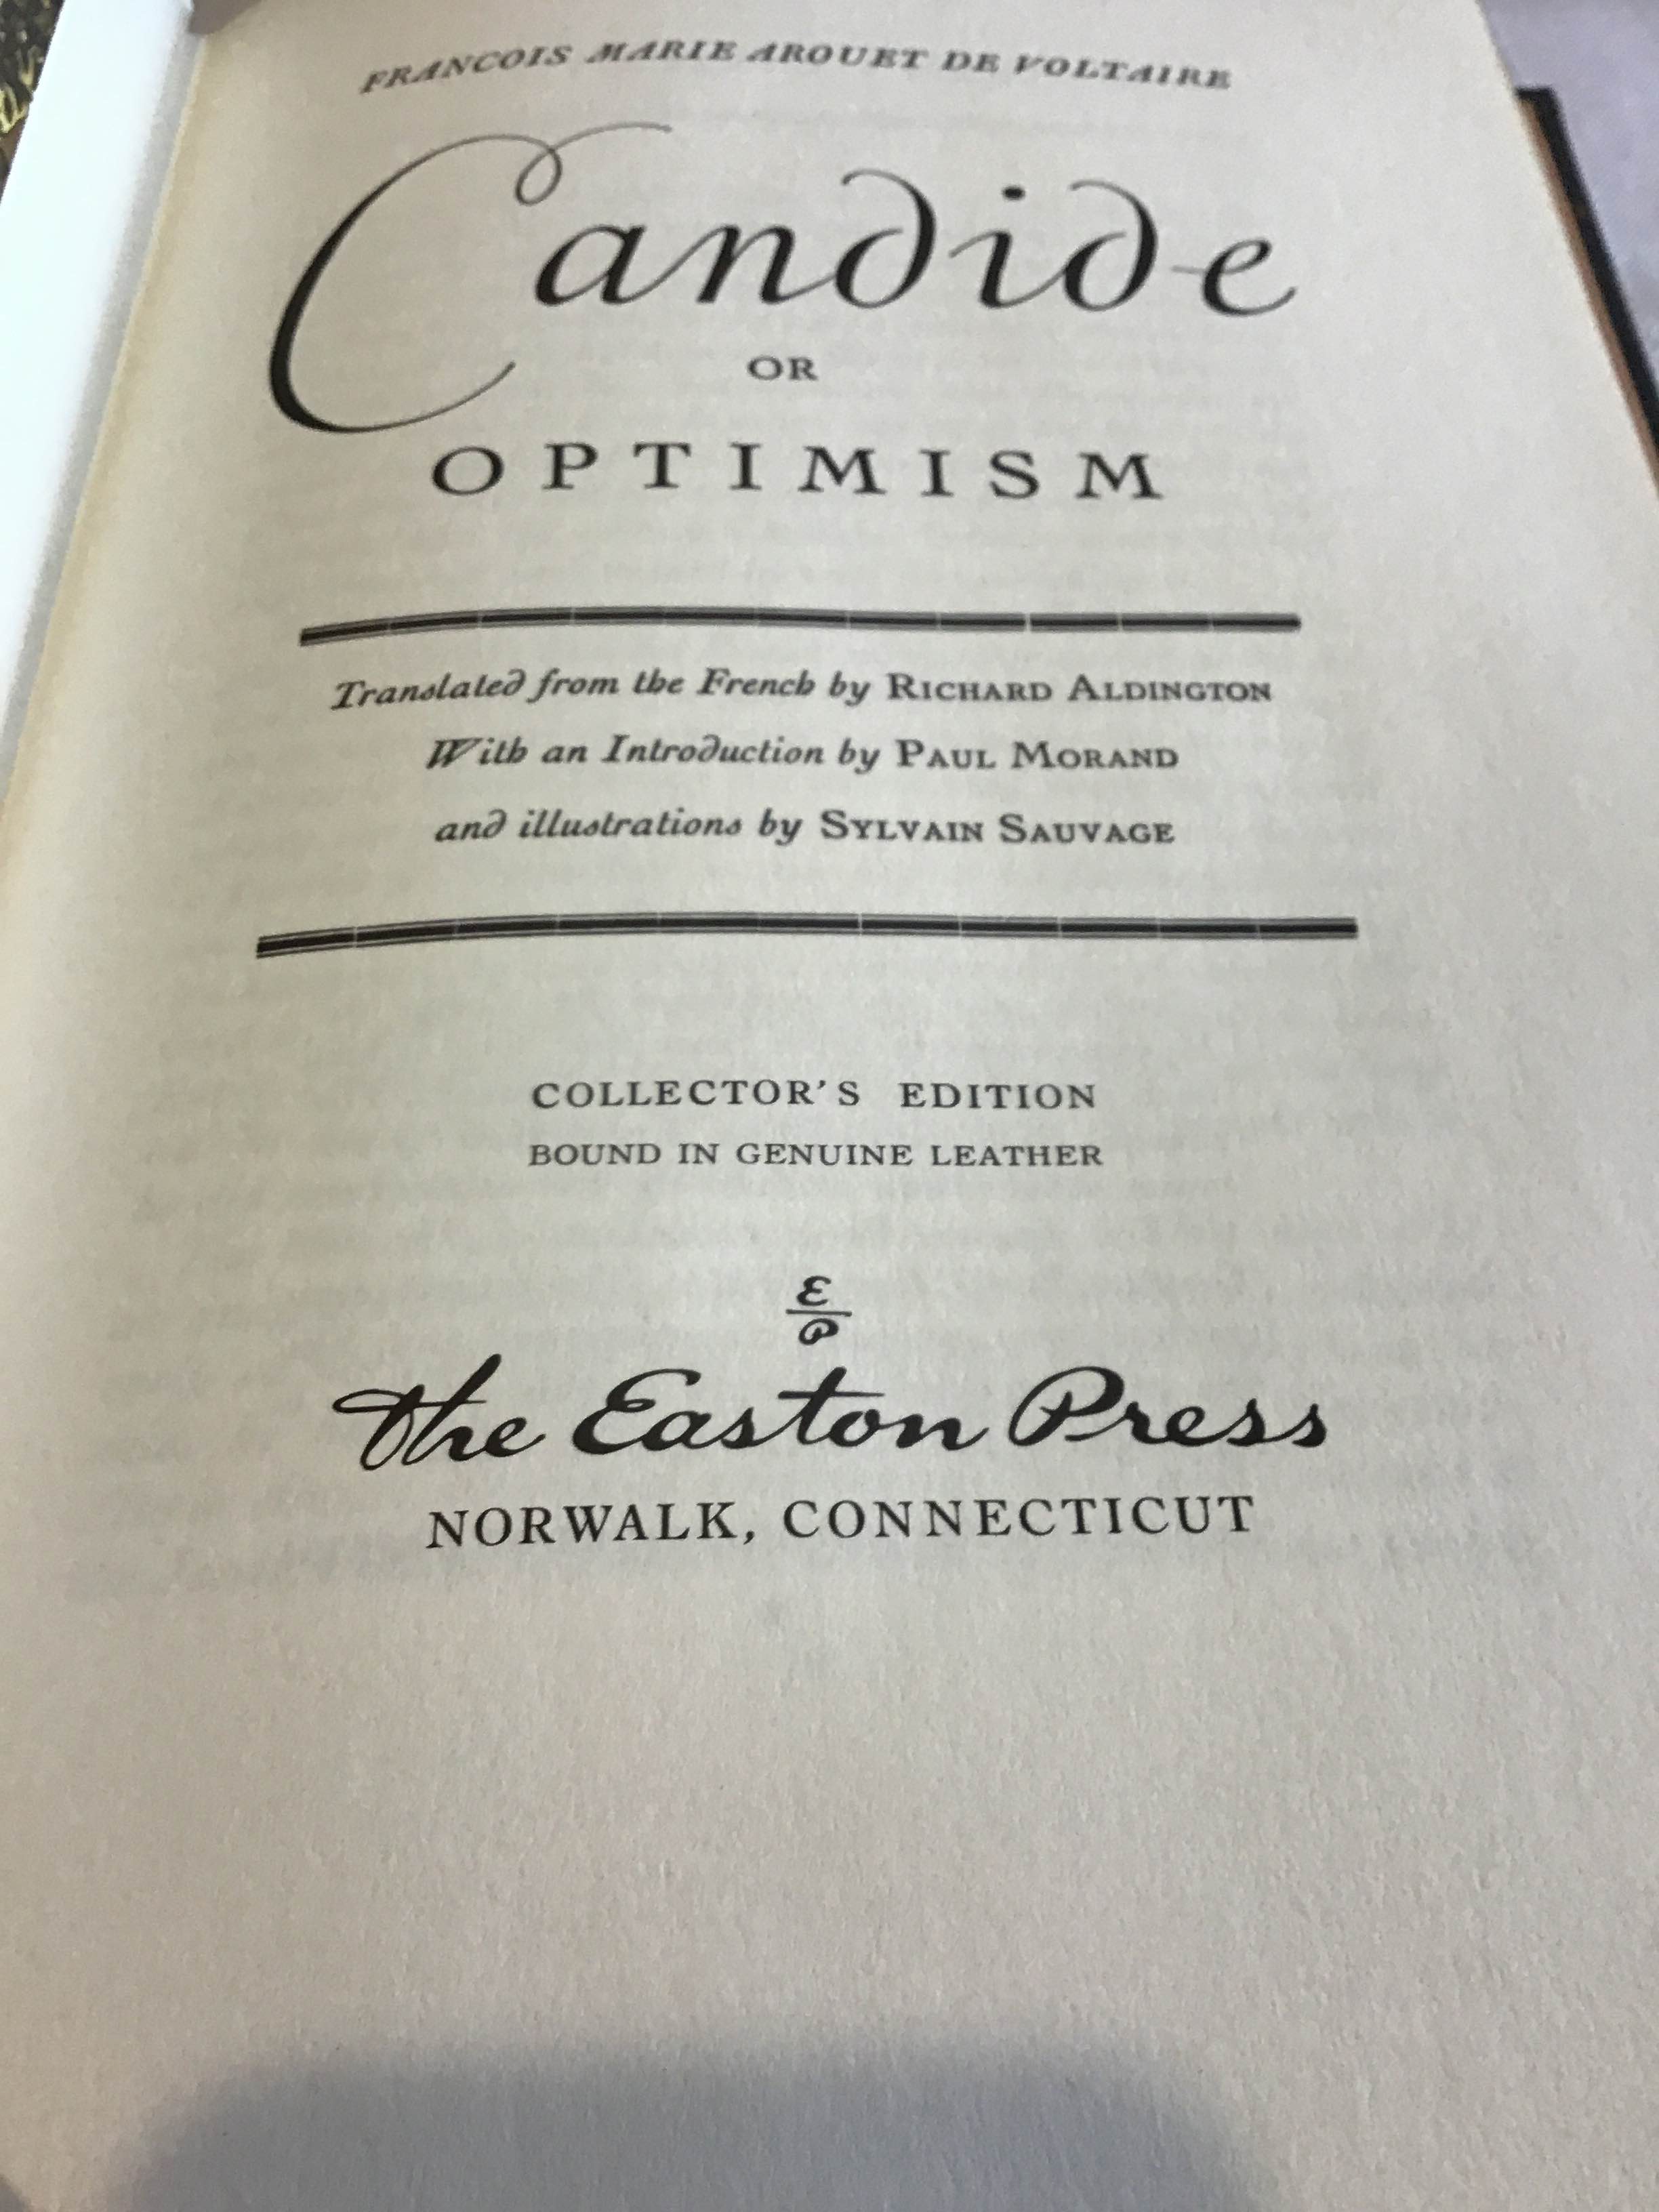 FRANCOIS MARIE AROUET DE VOLTAIRE
Candide
OR
OPTIMISM
Translated from the French by RICHARD ALDINGTON
With an Introduction by PAUL MORAND
and illustrations by SYLVAIN SAUVAGE
COLLECTOR'S EDITION
BOUND IN GENUINE LEATHER
E
P
The Easton Press
NORWALK, CONNECTICUT